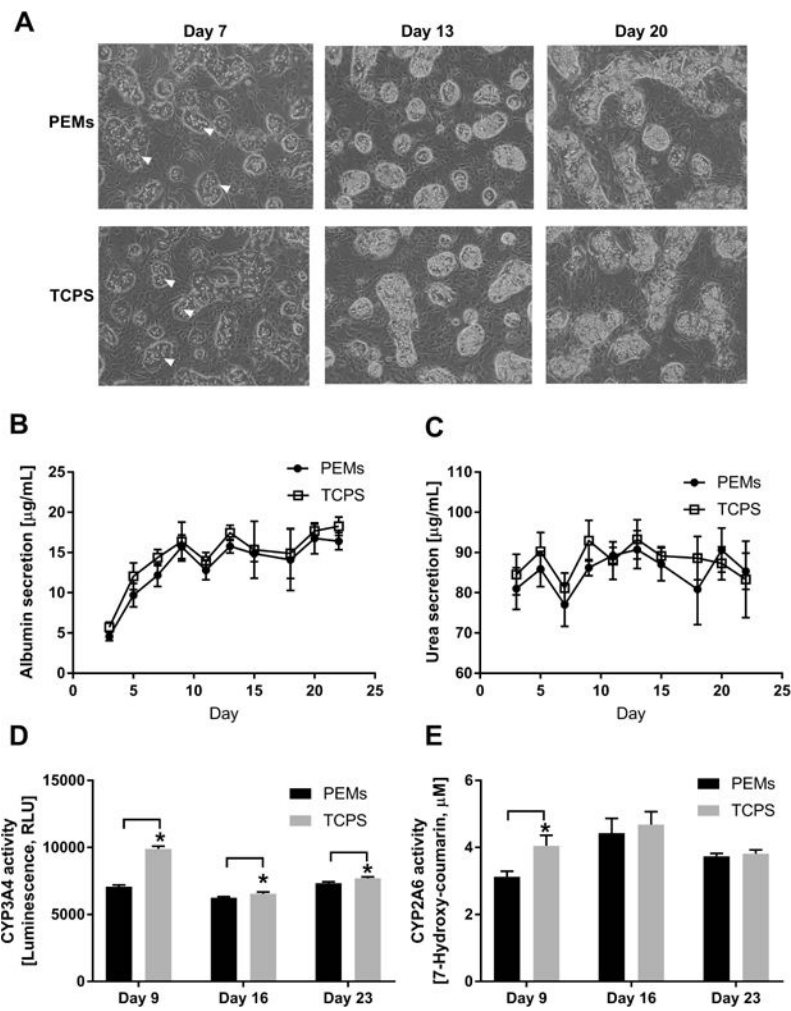 A
Day 7 Day 13 Day 20
PEMs
TCPS
B
C
Albumin secretion [µg/mL]
25
20
15
10
5
0
0 5 10 15 20 25
Day
PEMs
TCPS
Urea secretion [µg/mL]
110
100
90
80
70
60
0 5 10 15 20 25
Day
PEMs
TCPS
D
E
CYP3A4 activity
[Luminescence, RLU]
15000
10000
5000
0
PEMs
TCPS
* * *
Day 9 Day 16 Day 23
CYP2A6 activity
[7-Hydroxy-coumarin, µM]
6
4
2
0
PEMs
TCPS
*
Day 9 Day 16 Day 23